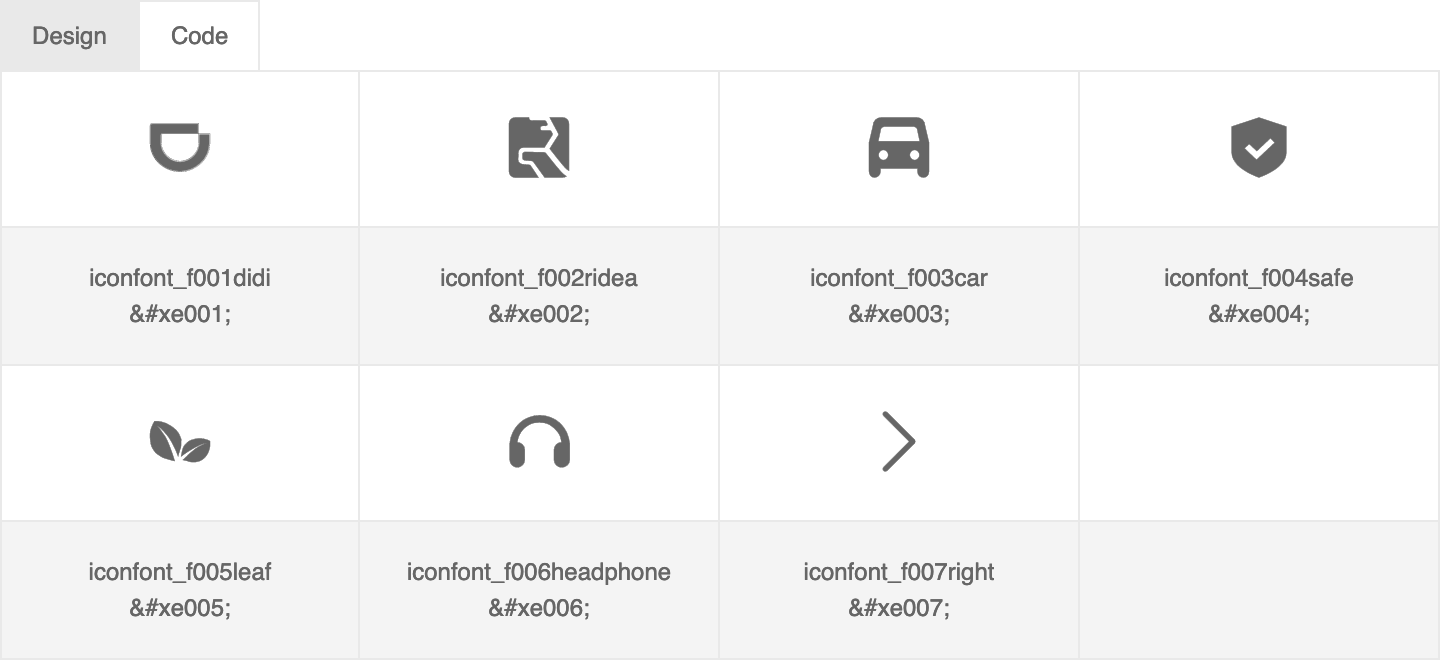 Design
Code
iconfont_f001didi
iconfont_f002ridea
iconfont_f003car
iconfont_f004safe
&#xe001;
&#xe002;
&#xe003;
&#xe004;
iconfont_f005leaf
iconfont_f006headphone
iconfont_f007right
&#xe005;
&#xe006;
&#xe007;